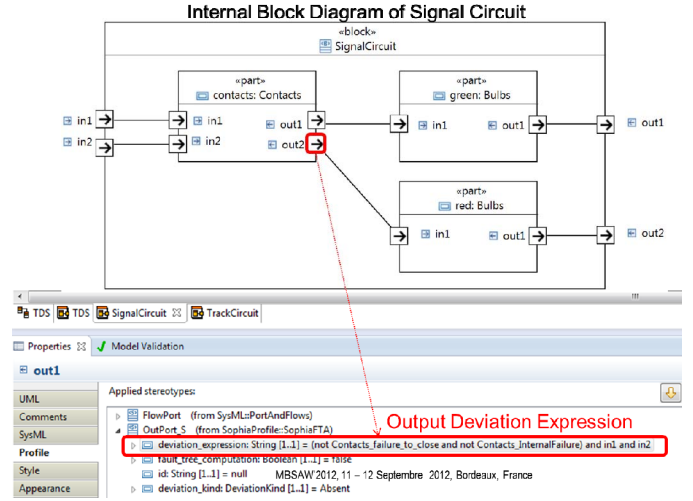 Internal Block Diagram of Signal Circuit
«block»
SignalCircuit
«part»
contacts: Contacts
«part»
green: Bulbs
in1
in1
out1
in1
out1
out1
in2
in2
out2
«part»
red: Bulbs
in1
out1
out2
TDS TDS SignalCircuit TrackCircuit
Properties Model Validation
out1
UML
Comments
SysML
Profile
Style
Appearance
Applied stereotypes:
FlowPort (from SysML::PortAndFlows)
Output Deviation Expression
OutPort_S (from SophiaProfile::SophiaFTA)
deviation_expression: String [1..1] = (not Contacts_failure_to_close and not Contacts_InternalFailure) and in1 and in2
fault_tree_computation: Boolean [1..1] = false
id: String [1..1] = null
MBSAW'2012, 11 – 12 Septembre 2012, Bordeaux, France
deviation_kind: DeviationKind [1..1] = Absent